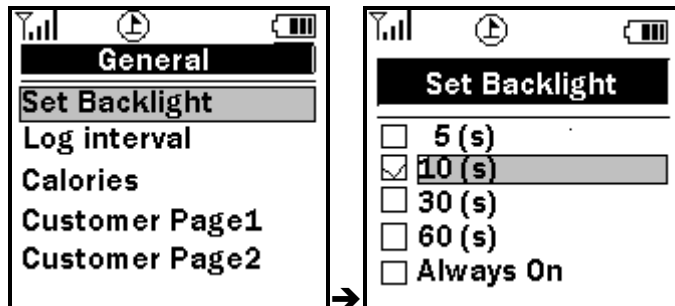 General
Set Backlight
Log interval
Calories
Customer Page1
Customer Page2
Set Backlight
5 (s)
10 (s)
30 (s)
60 (s)
Always On